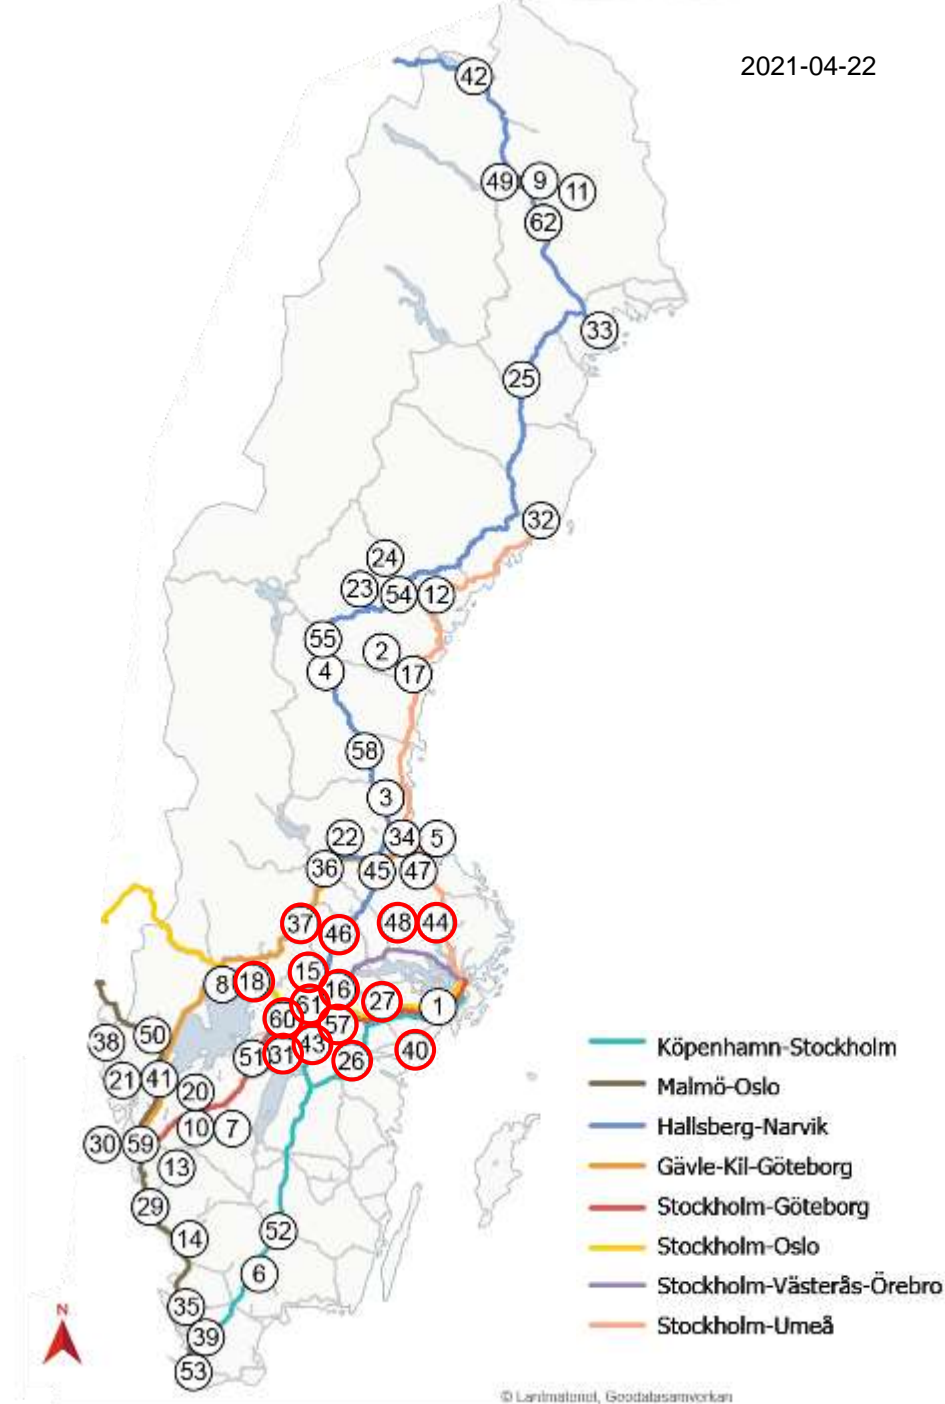 2021-04-22
42
49 9 11
62
33
25
32
24
23 54 12
55
2
4 17
58
3
22 34 5
36 45 47
37 46 48 44
15
8 18 16
61 27 1
60 57
38 50 43 40
51 31 26
21 41
20
10 7
30 59
13
29
14 52
6
35
39
53
Köpenhamn-Stockholm
Malmö-Oslo
Hallsberg-Narvik
Gävle-Kil-Göteborg
Stockholm-Göteborg
Stockholm-Oslo
Stockholm-Västerås-Örebro
Stockholm-Umeå
N
© Lantmäteriet, Geodatasamverkan